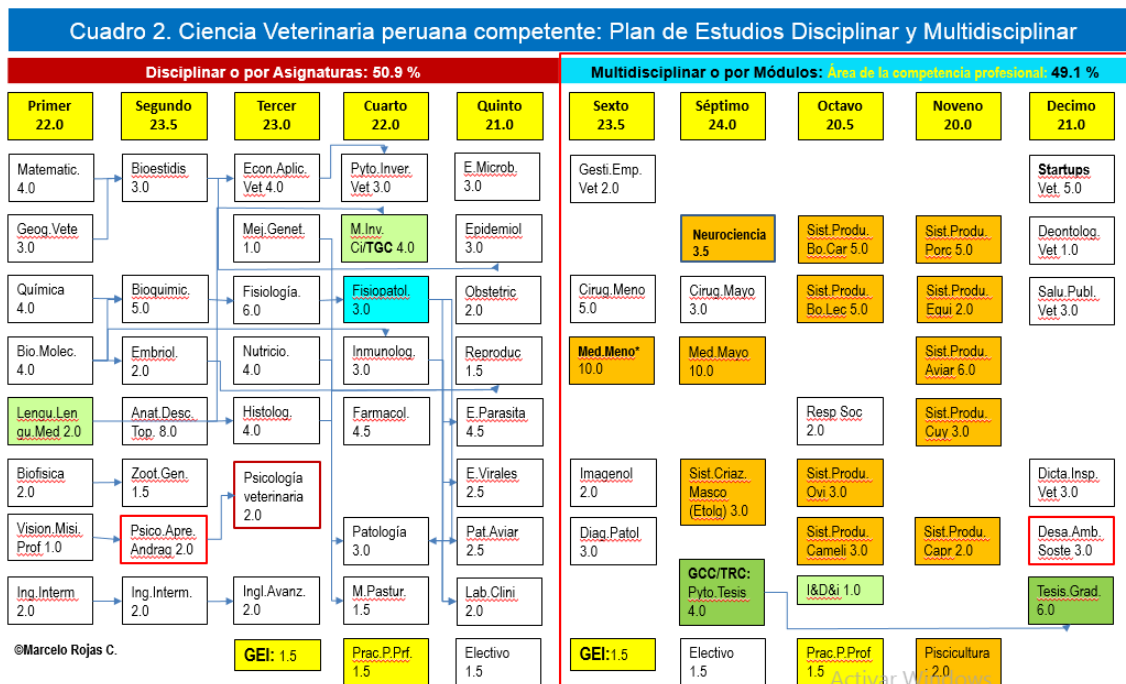 Cuadro 2. Ciencia Veterinaria peruana competente: Plan de Estudios Disciplinar y Multidisciplinar
Disciplinar o por Asignaturas: 50.9 %
Multidisciplinar o por Módulos: Área de la competencia profesional: 49.1 %
Primer
22.0
Segundo
23.5
Tercer
23.0
Cuarto
22.0
Quinto
21.0
Sexto
23.5
Séptimo
24.0
Octavo
20.5
Noveno
20.0
Decimo
21.0
Matematic.
4.0
Bioestidis
3.0
Econ.Aplic.
Vet 4.0
Pyto.Inver.
Vet 3.0
E.Microb.
3.0
Gesti.Emp.
Vet 2.0
Startups
Vet. 5.0
Geog.Vete
3.0
Mej.Genet.
1.0
M.Inv.
Ci/TGC 4.0
Epidemiol
3.0
Neurociencia
3.5
Sist.Produ.
Bo.Car 5.0
Sist.Produ.
Porc 5.0
Deontolog.
Vet 1.0
Química
4.0
Bioquimic.
5.0
Fisiología.
6.0
Fisiopatol.
3.0
Obstetric
2.0
Cirug.Meno
5.0
Cirug.Mayo
3.0
Sist.Produ.
Bo.Lec 5.0
Sist.Produ.
Equi 2.0
Salu.Publ.
Vet 3.0
Bio.Molec.
4.0
Embriol.
2.0
Nutricio.
4.0
Inmunolog.
3.0
Reproduc
1.5
Med.Meno*
10.0
Med.Mayo
10.0
Sist.Produ.
Aviar 6.0
Lengu.Len
gu.Med 2.0
Anat.Desc.
Top. 8.0
Histolog.
4.0
Farmacol.
4.5
E.Parasita
4.5
Resp Soc
2.0
Sist.Produ.
Cuy 3.0
Biofisica
2.0
Zoot.Gen.
1.5
Psicología
veterinaria
2.0
E.Virales
2.5
Imagenol
2.0
Sist.Criaz.
Masco
(Etolg) 3.0
Sist.Produ.
Ovi 3.0
Dicta.Insp.
Vet 3.0
Vision.Misi.
Prof 1.0
Psico.Apre.
Andrag 2.0
Patología
3.0
Pat.Aviar
2.5
Diag.Patol
3.0
Sist.Produ.
Cameli 3.0
Sist.Produ.
Capr 2.0
Desa.Amb.
Soste 3.0
Ing.Interm
2.0
Ing.Interm.
2.0
Ingl.Avanz.
2.0
M.Pastur.
1.5
Lab.Clini
2.0
GCC/TRC:
Pyto.Tesis
4.0
I&D&i 1.0
Tesis.Grad.
6.0
©Marcelo Rojas C.
GEI: 1.5
Prac.P.Prf.
1.5
Electivo
1.5
GEI:1.5
Electivo
1.5
Prac.P.Prof
1.5
Piscicultura
2.0
Activar Windows